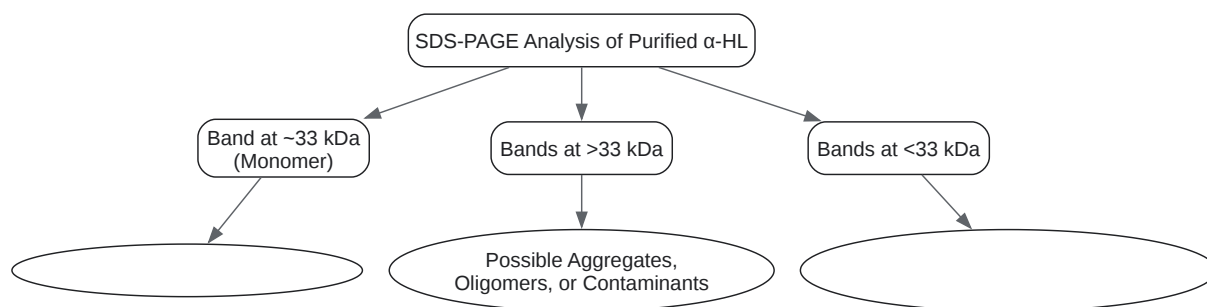 SDS-PAGE Analysis of Purified α-HL
Band at ~33 kDa
(Monomer)
Bands at >33 kDa
Bands at <33 kDa
Possible Aggregates,
Oligomers, or Contaminants